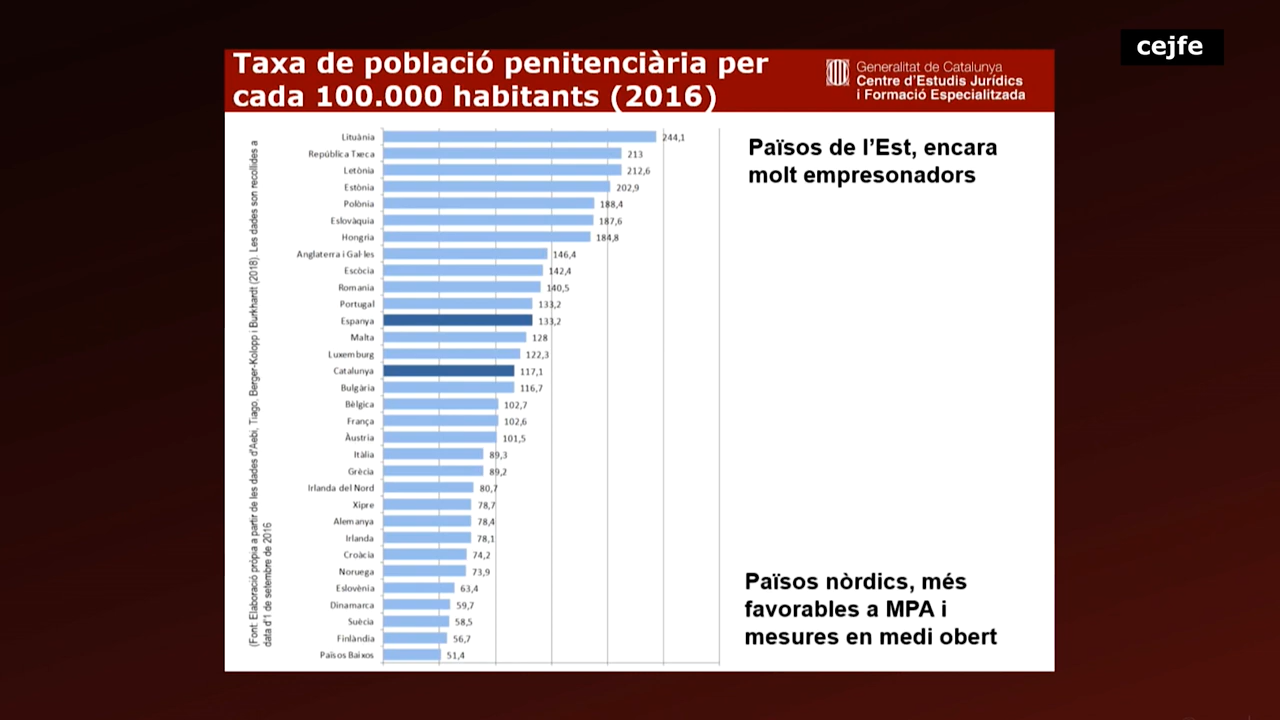 cejfe
Taxa de població penitenciària per
cada 100.000 habitants (2016)
Generalitat de Catalunya
Centre d'Estudis Jurídics
i Formació Especialitzada
(Font: Elaboració pròpia a partir de les dades d'Aebi, Tiago, Berger-Kolopp i Burkhardt (2018). Les dades son recollides a
data d'1 de setembre de 2016
Lituània 244,1
República Txeca 213
Letònia 212,6
Estònia 202,9
Polònia 188,4
Eslovàquia 187,6
Hongria 184,8
Anglaterra i Gal·les 146,4
Escòcia 142,4
Romania 140,5
Portugal 133,2
Espanya 133,2
Malta 128
Luxemburg 122,3
Catalunya 117,1
Bulgària 116,7
Bèlgica 102,7
França 102,6
Àustria 101,5
Itàlia 89,3
Grècia 89,2
Irlanda del Nord 80,7
Xipre 78,7
Alemanya 78,4
Irlanda 78,1
Croàcia 74,2
Noruega 73,9
Eslovènia 63,4
Dinamarca 59,7
Suècia 58,5
Finlàndia 56,7
Països Baixos 51,4
Països de l'Est, encara
molt empresonadors
Països nòrdics, més
favorables a MPA i
mesures en medi obert